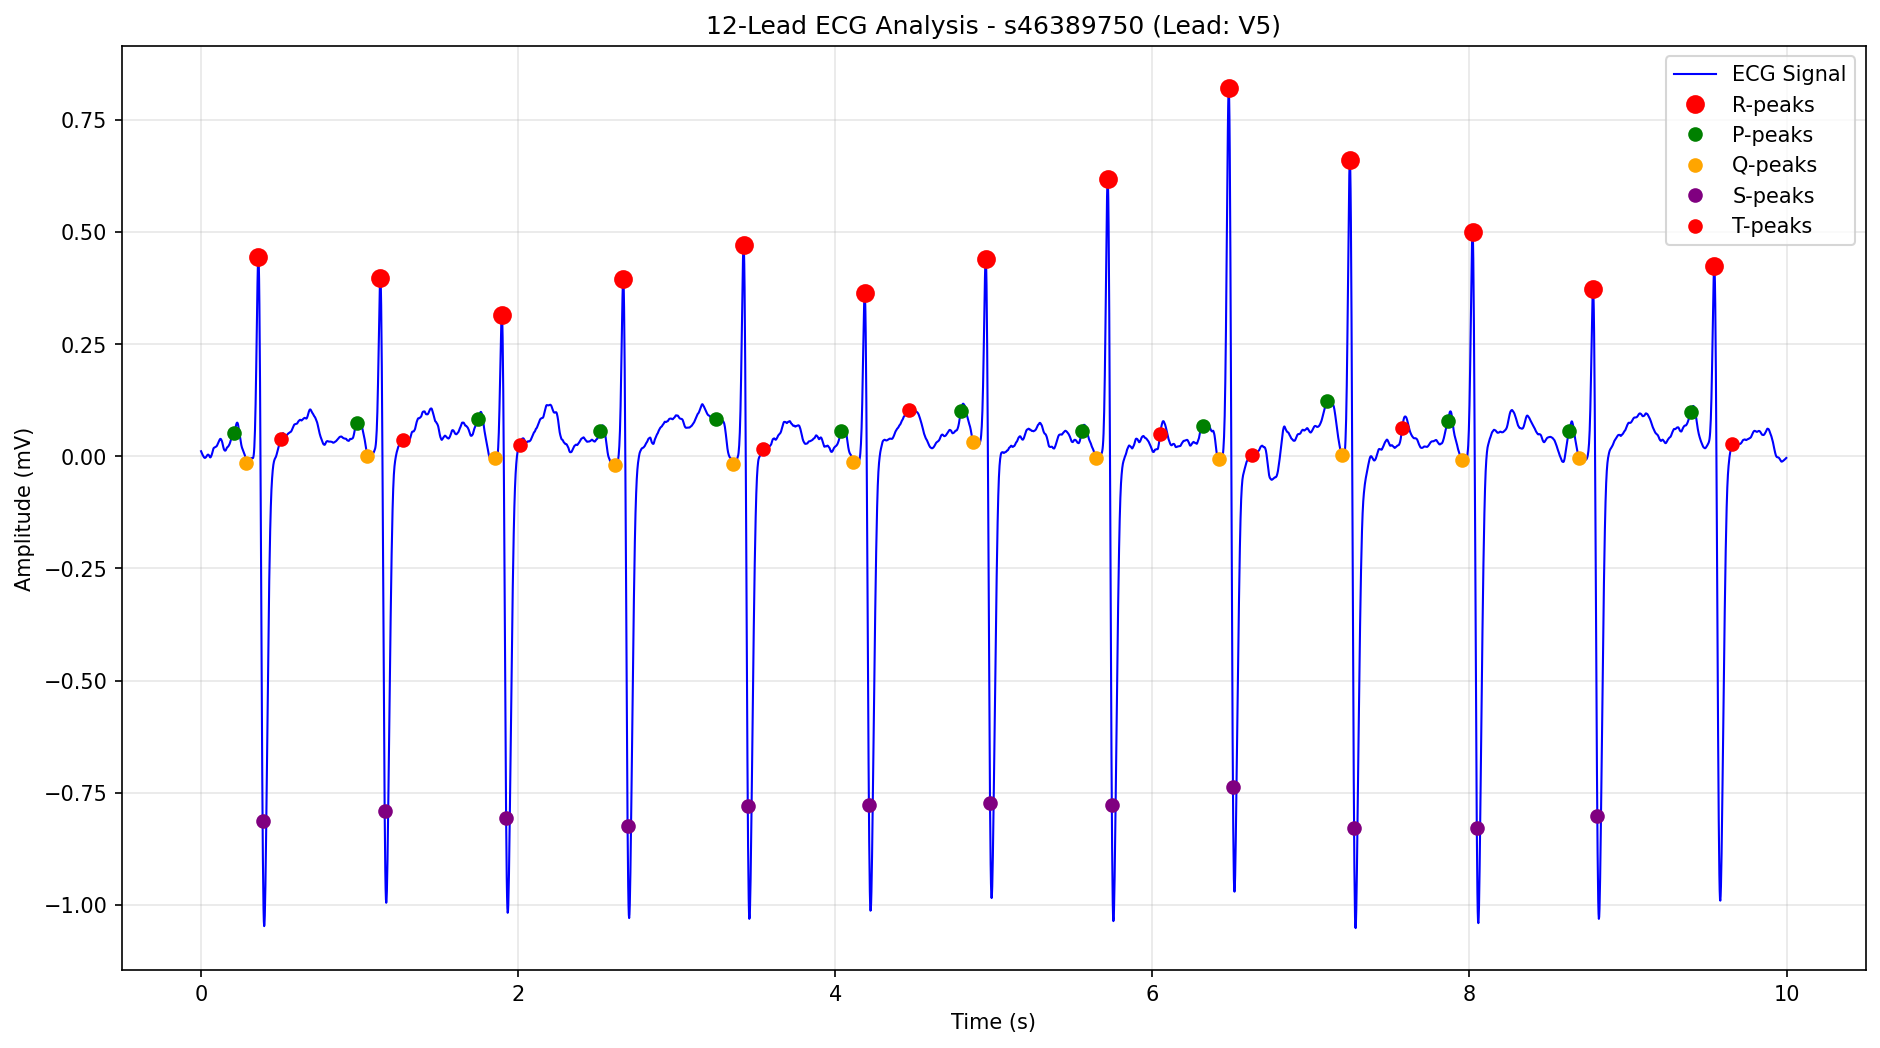 12-Lead ECG Analysis - s46389750 (Lead: V5)
ECG Signal
R-peaks
P-peaks
Q-peaks
S-peaks
T-peaks
Amplitude (mV)
0.75
0.50
0.25
0.00
−0.25
−0.50
−0.75
−1.00
0 2 4 6 8 10
Time (s)